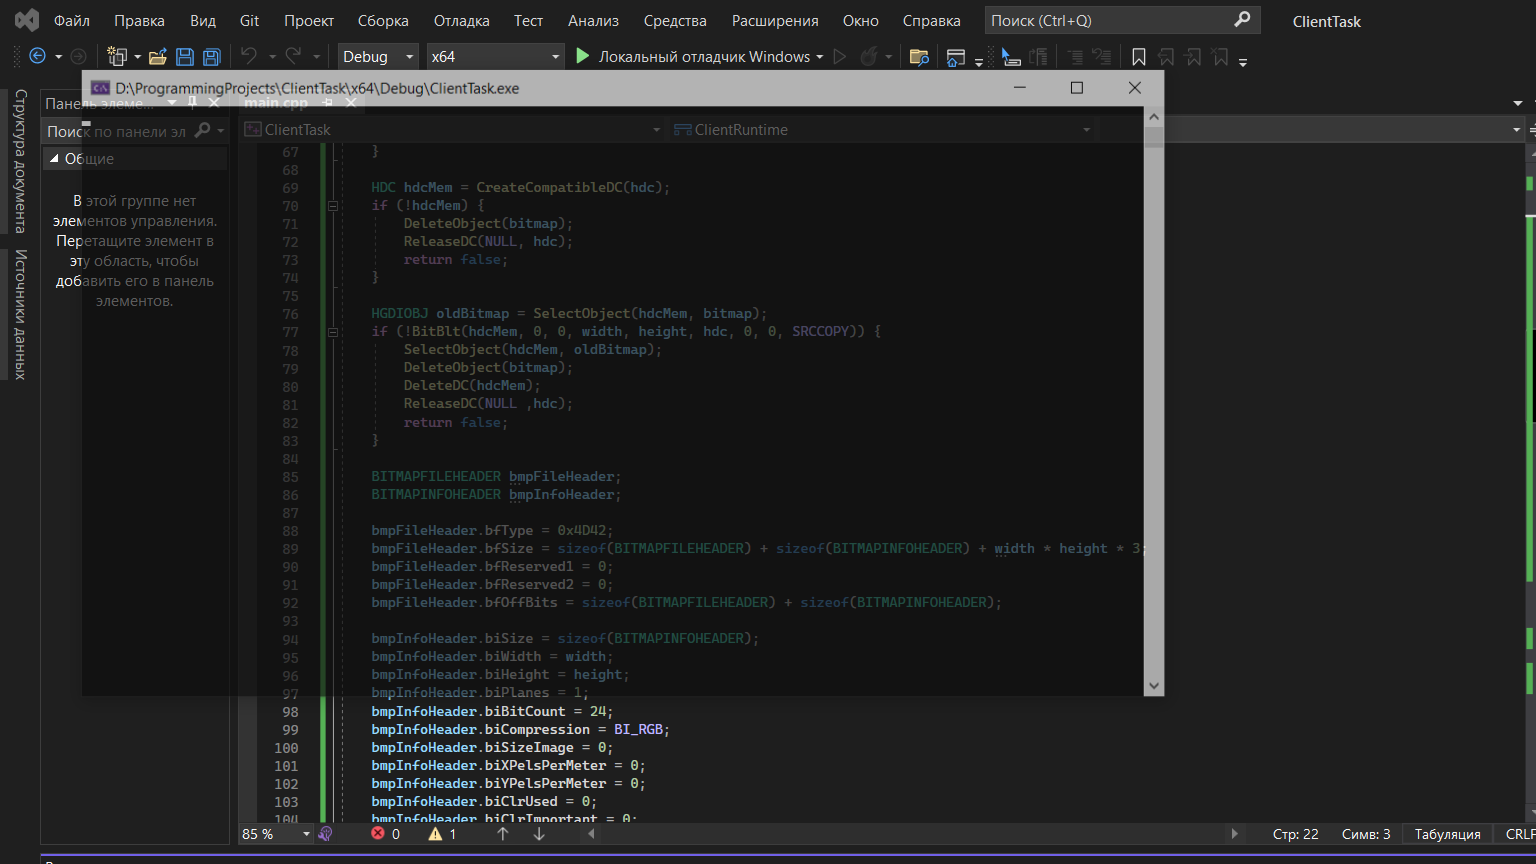 Файл Правка Вид Git Проект Сборка Отладка Тест Анализ Средства Расширения Окно Справка Поиск (Ctrl+Q) ClientTask
Debug x64 Локальный отладчик Windows
D:\ProgrammingProjects\ClientTask\x64\Debug\ClientTask.exe
Структура документа
Источники данных
Панель элеме...
Поиск по панели эл
Общие
В этой группе нет
элементов управления.
Перетащите элемент в
эту область, чтобы
добавить его в панель
элементов.
main.cpp
ClientTask ClientRuntime
67 }
68
69 HDC hdcMem = CreateCompatibleDC(hdc);
70 if (!hdcMem) {
71 DeleteObject(bitmap);
72 ReleaseDC(NULL, hdc);
73 return false;
74 }
75
76 HGDIOBJ oldBitmap = SelectObject(hdcMem, bitmap);
77 if (!BitBlt(hdcMem, 0, 0, width, height, hdc, 0, 0, SRCCOPY)) {
78 SelectObject(hdcMem, oldBitmap);
79 DeleteObject(bitmap);
80 DeleteDC(hdcMem);
81 ReleaseDC(NULL ,hdc);
82 return false;
83 }
84
85 BITMAPFILEHEADER bmpFileHeader;
86 BITMAPINFOHEADER bmpInfoHeader;
87
88 bmpFileHeader.bfType = 0x4D42;
89 bmpFileHeader.bfSize = sizeof(BITMAPFILEHEADER) + sizeof(BITMAPINFOHEADER) + width * height * 3;
90 bmpFileHeader.bfReserved1 = 0;
91 bmpFileHeader.bfReserved2 = 0;
92 bmpFileHeader.bfOffBits = sizeof(BITMAPFILEHEADER) + sizeof(BITMAPINFOHEADER);
93
94 bmpInfoHeader.biSize = sizeof(BITMAPINFOHEADER);
95 bmpInfoHeader.biWidth = width;
96 bmpInfoHeader.biHeight = height;
97 bmpInfoHeader.biPlanes = 1;
98 bmpInfoHeader.biBitCount = 24;
99 bmpInfoHeader.biCompression = BI_RGB;
100 bmpInfoHeader.biSizeImage = 0;
101 bmpInfoHeader.biXPelsPerMeter = 0;
102 bmpInfoHeader.biYPelsPerMeter = 0;
103 bmpInfoHeader.biClrUsed = 0;
104 bmpInfoHeader.biClrImportant = 0;
85 % 0 1 Стр: 22 Симв: 3 Табуляция CRLF